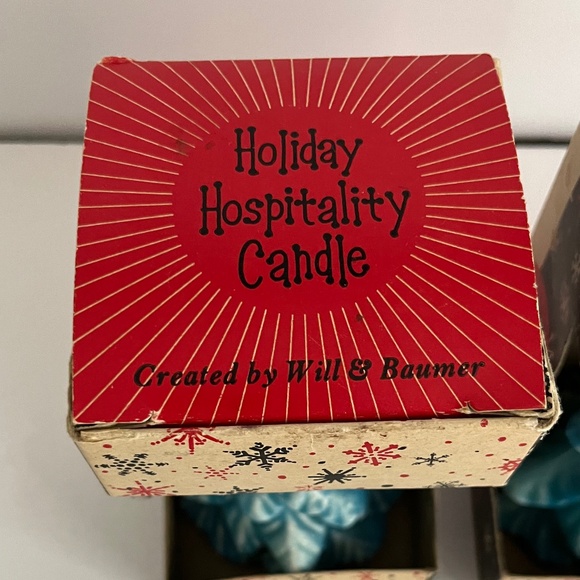 Holiday
Hospitality
Candle
Created by Will & Baumer